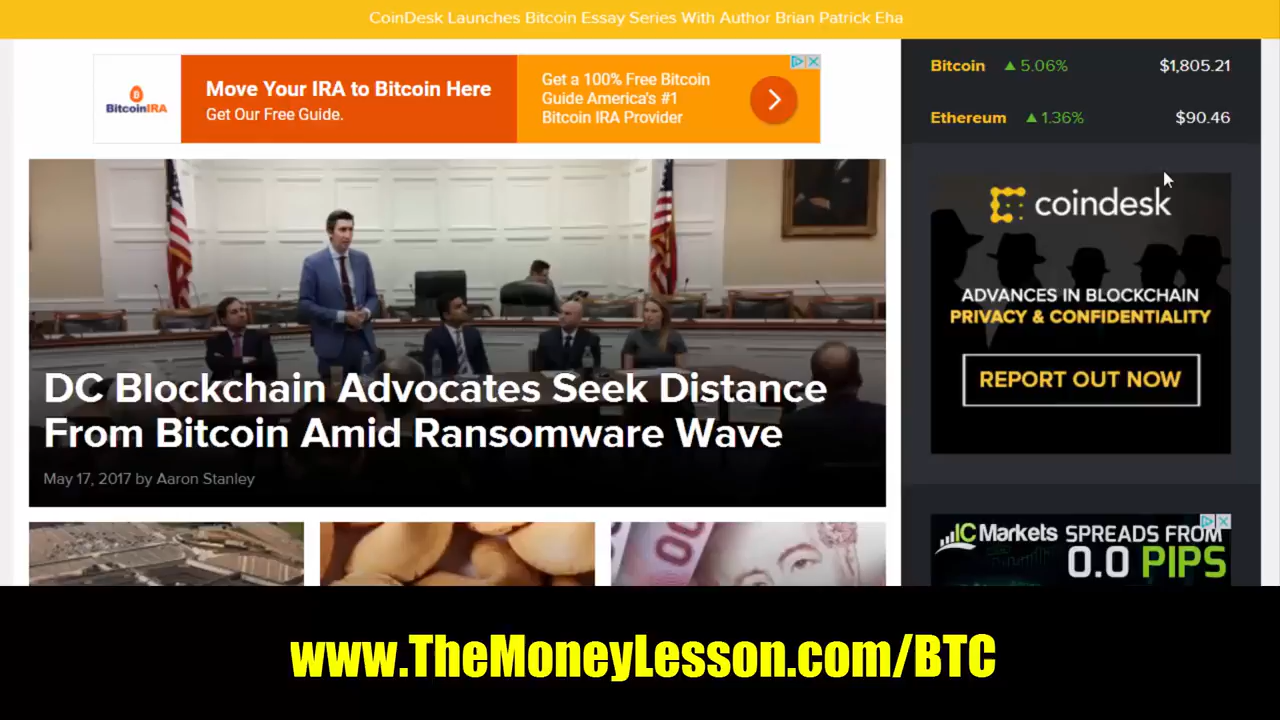 CoinDesk Launches Bitcoin Essay Series With Author Brian Patrick Eha
BitcoinIRA
Move Your IRA to Bitcoin Here
Get Our Free Guide.
Get a 100% Free Bitcoin
Guide America's #1
Bitcoin IRA Provider
Bitcoin ▲ 5.06% $1,805.21
Ethereum ▲ 1.36% $90.46
coindesk
ADVANCES IN BLOCKCHAIN
PRIVACY & CONFIDENTIALITY
REPORT OUT NOW
DC Blockchain Advocates Seek Distance
From Bitcoin Amid Ransomware Wave
May 17, 2017 by Aaron Stanley
IC Markets
SPREADS FROM
0.0 PIPS
www.TheMoneyLesson.com/BTC